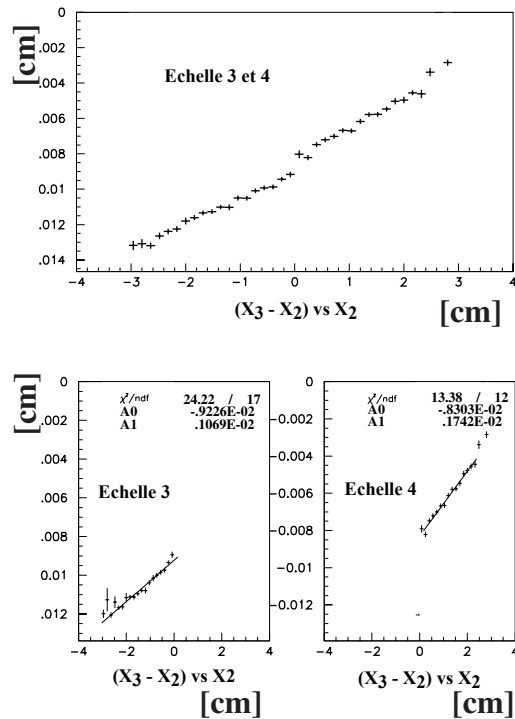 [cm]
0
.002
.004
.006
.008
.01
.012
.014
Echelle 3 et 4
-4 -3 -2 -1 0 1 2 3 4
(X3 - X2) vs X2
[cm]
[cm]
0
.002
.004
.006
.008
.01
.012
χ²/ndf 24.22 / 17
A0 -.9226E-02
A1 .1069E-02
Echelle 3
-4 -2 0 2 4
(X3 - X2) vs X2
[cm]
0
-0.002
-0.004
-0.006
-0.008
-0.01
-0.012
χ²/ndf 13.38 / 12
A0 -.8303E-02
A1 .1742E-02
Echelle 4
-4 -2 0 2 4
(X3 - X2) vs X2
[cm]